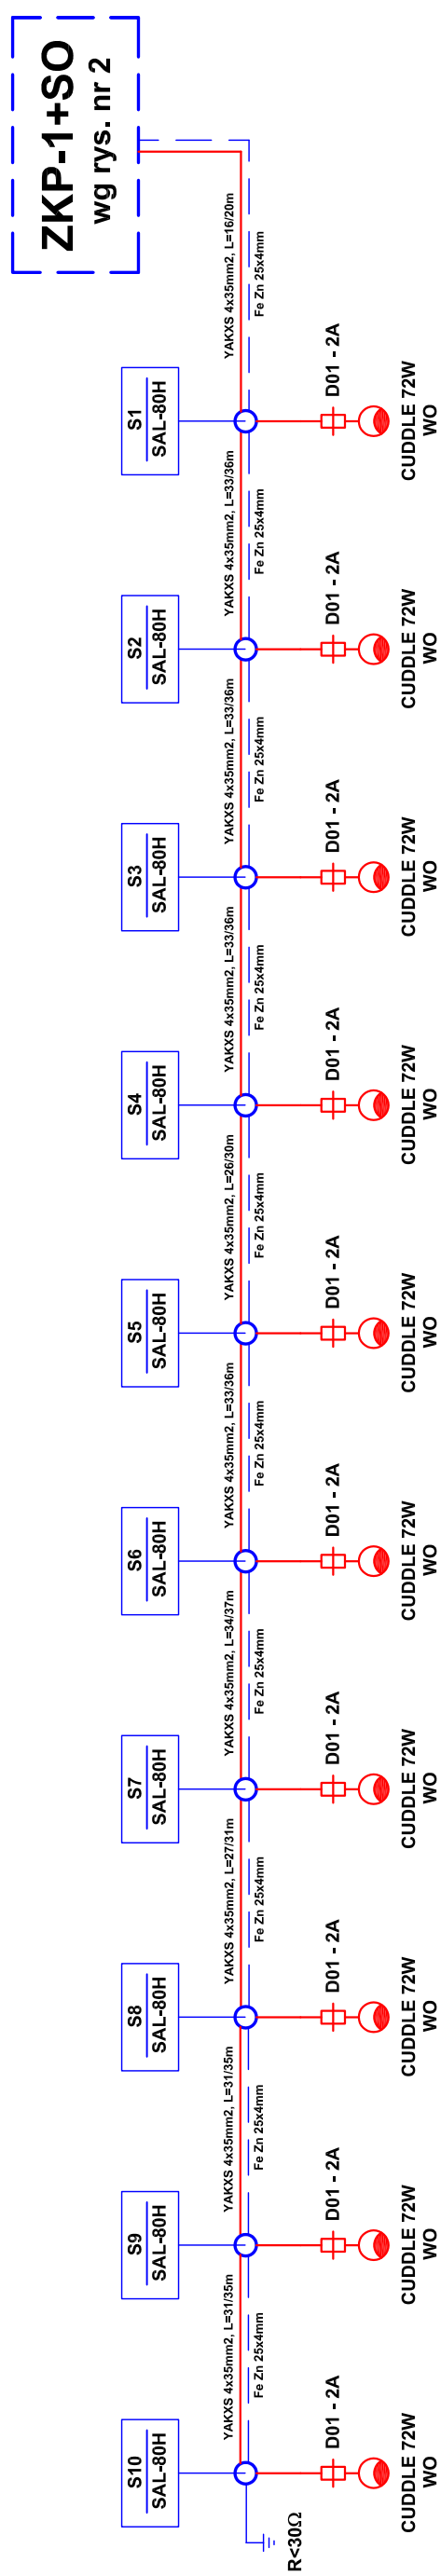 ZKP-1+SO
wg rys. nr 2
YAKXS 4x35mm2, L=16/20m
Fe Zn 25x4mm
S1
SAL-80H
D01 - 2A
CUDDLE 72W
WO
YAKXS 4x35mm2, L=33/36m
Fe Zn 25x4mm
S2
SAL-80H
D01 - 2A
CUDDLE 72W
WO
YAKXS 4x35mm2, L=33/36m
Fe Zn 25x4mm
S3
SAL-80H
D01 - 2A
CUDDLE 72W
WO
YAKXS 4x35mm2, L=33/36m
Fe Zn 25x4mm
S4
SAL-80H
D01 - 2A
CUDDLE 72W
WO
YAKXS 4x35mm2, L=26/30m
Fe Zn 25x4mm
S5
SAL-80H
D01 - 2A
CUDDLE 72W
WO
YAKXS 4x35mm2, L=33/36m
Fe Zn 25x4mm
S6
SAL-80H
D01 - 2A
CUDDLE 72W
WO
YAKXS 4x35mm2, L=34/37m
Fe Zn 25x4mm
S7
SAL-80H
D01 - 2A
CUDDLE 72W
WO
YAKXS 4x35mm2, L=27/31m
Fe Zn 25x4mm
S8
SAL-80H
D01 - 2A
CUDDLE 72W
WO
YAKXS 4x35mm2, L=31/35m
Fe Zn 25x4mm
S9
SAL-80H
D01 - 2A
CUDDLE 72W
WO
YAKXS 4x35mm2, L=31/35m
Fe Zn 25x4mm
S10
SAL-80H
D01 - 2A
CUDDLE 72W
WO
R<30Ω